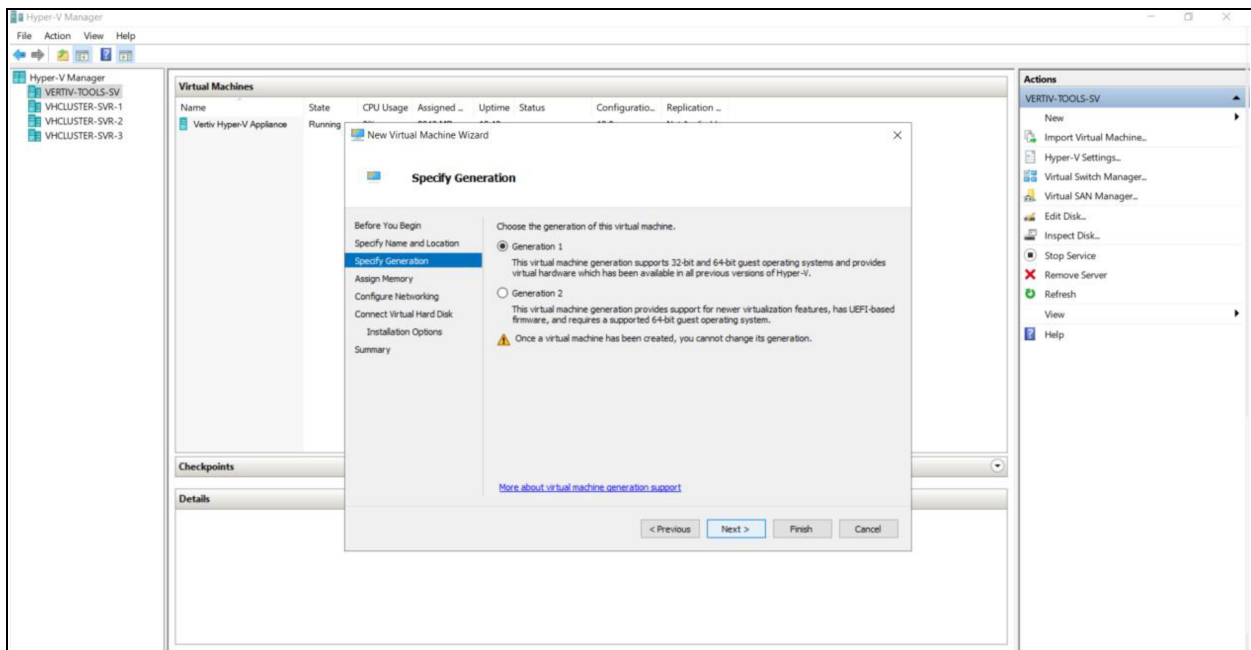 Hyper-V Manager
File Action View Help
Hyper-V Manager
VERTIV-TOOLS-SV
VHCLUSTER-SVR-1
VHCLUSTER-SVR-2
VHCLUSTER-SVR-3
Virtual Machines
Name State CPU Usage Assigned ... Uptime Status Configuratio... Replication ...
Vertiv Hyper-V Appliance Running
New Virtual Machine Wizard
Specify Generation
Before You Begin
Specify Name and Location
Specify Generation
Assign Memory
Configure Networking
Connect Virtual Hard Disk
Installation Options
Summary
Choose the generation of this virtual machine.
Generation 1
This virtual machine generation supports 32-bit and 64-bit guest operating systems and provides
virtual hardware which has been available in all previous versions of Hyper-V.
Generation 2
This virtual machine generation provides support for newer virtualization features, has UEFI-based
firmware, and requires a supported 64-bit guest operating system.
Once a virtual machine has been created, you cannot change its generation.
More about virtual machine generation support
< Previous Next > Finish Cancel
Checkpoints
Details
Actions
VERTIV-TOOLS-SV
New
Import Virtual Machine...
Hyper-V Settings...
Virtual Switch Manager...
Virtual SAN Manager...
Edit Disk...
Inspect Disk...
Stop Service
Remove Server
Refresh
View
Help